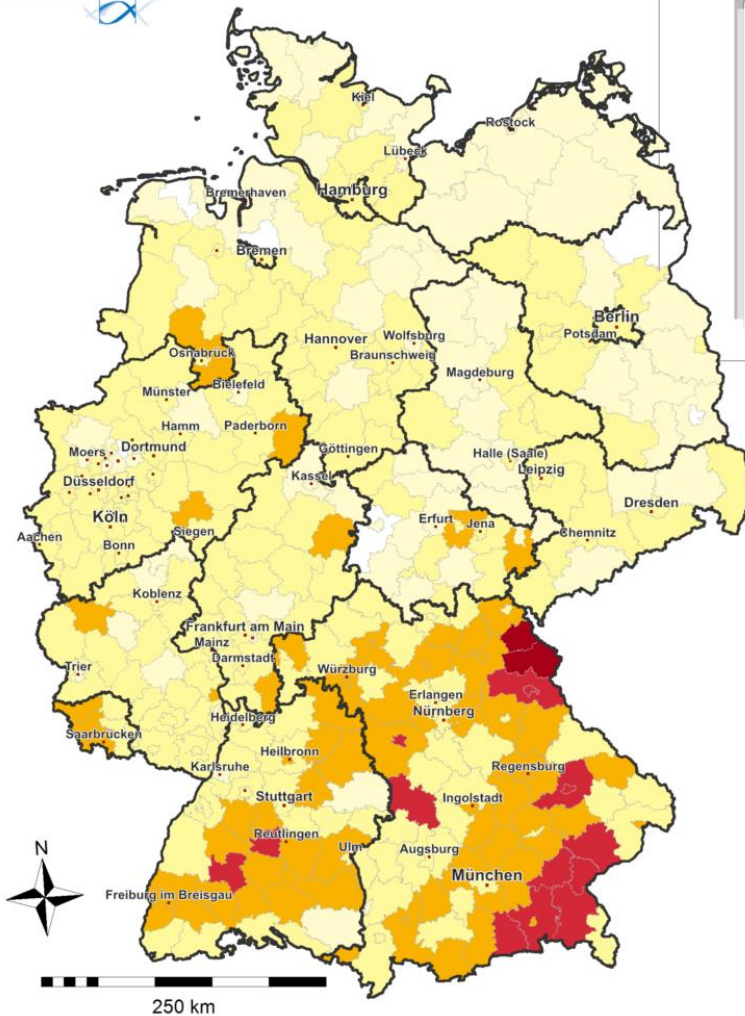 Kiel
Rostock
Lübeck
Bremerhaven
Hamburg
Bremen
Berlin
Potsdam
Hannover
Wolfsburg
Braunschweig
Osnabrück
Magdeburg
Münster
Bielefeld
Hamm
Paderborn
Moers
Dortmund
Göttingen
Halle (Saale)
Leipzig
Düsseldorf
Kassel
Dresden
Köln
Erfurt
Jena
Aachen
Siegen
Chemnitz
Bonn
Koblenz
Frankfurt am Main
Mainz
Trier
Darmstadt
Würzburg
Erlangen
Nürnberg
Heidelberg
Saarbrücken
Heilbronn
Karlsruhe
Regensburg
Stuttgart
Ingolstadt
Reutlingen
Ulm
Augsburg
N
München
Freiburg im Breisgau
250 km